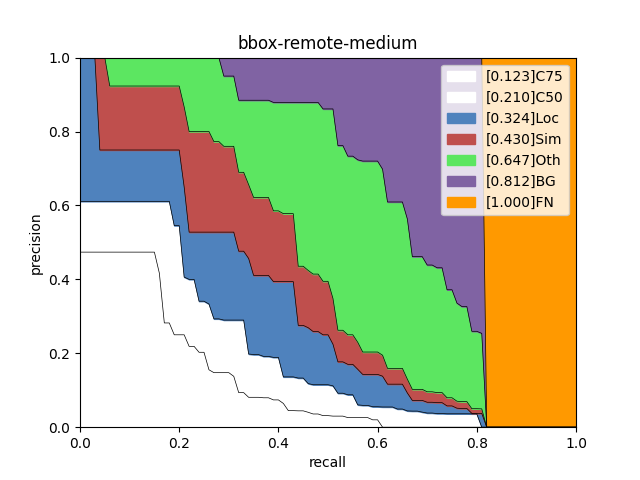 bbox-remote-medium
1.0
0.8
0.6
0.4
0.2
0.0
precision
[0.123]C75
[0.210]C50
[0.324]Loc
[0.430]Sim
[0.647]Oth
[0.812]BG
[1.000]FN
0.0 0.2 0.4 0.6 0.8 1.0
recall